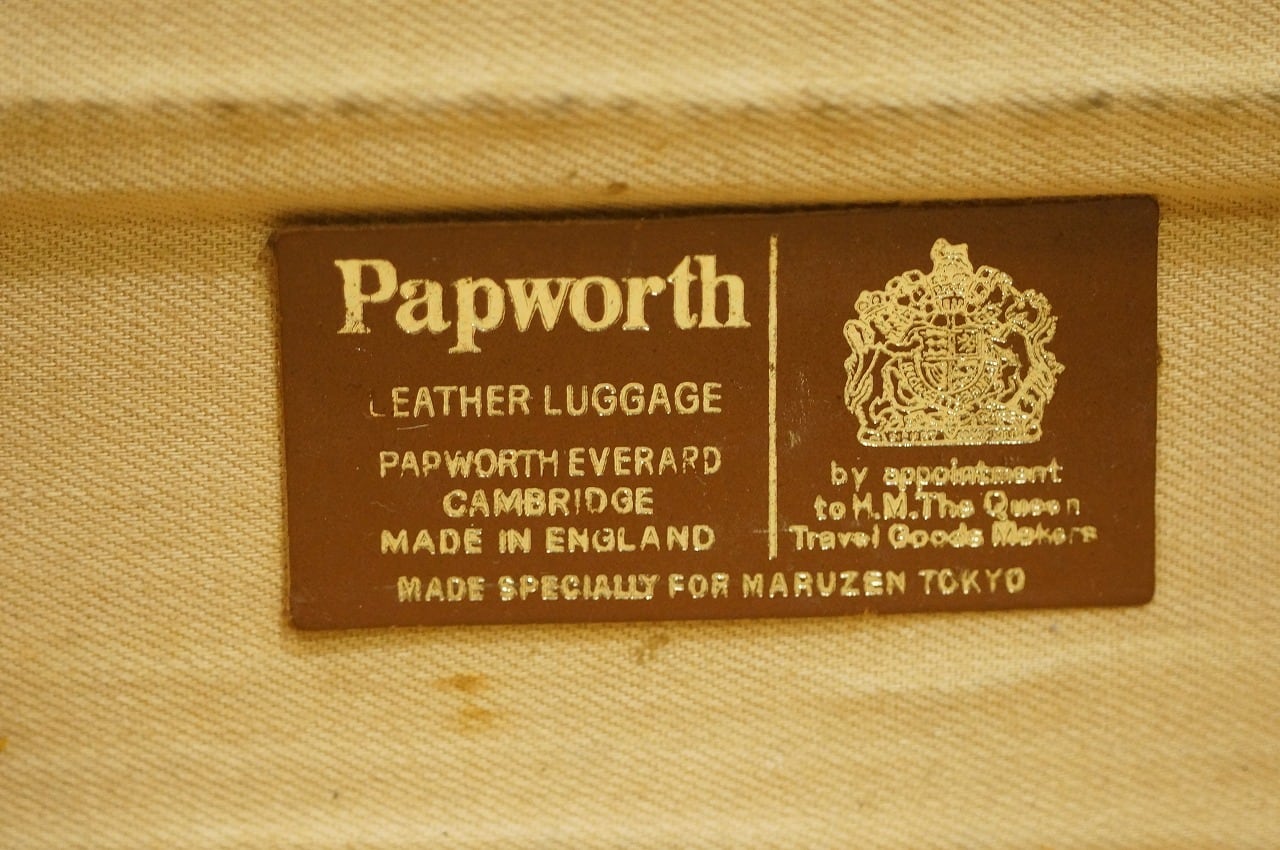 Papworth
LEATHER LUGGAGE
PAPWORTH EVERARD
CAMBRIDGE
MADE IN ENGLAND
by appointment
to H.M. The Queen
Travel Goods Makers
MADE SPECIALLY FOR MARUZEN TOKYO